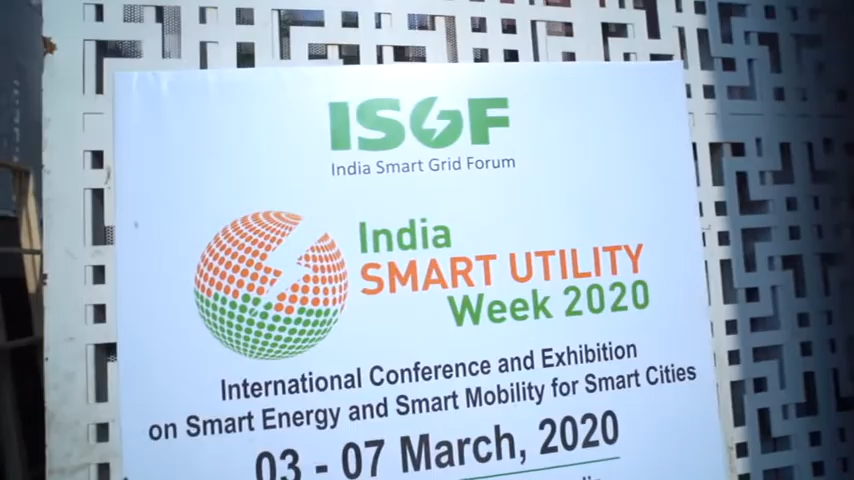 ISGF
India Smart Grid Forum
India
SMART UTILITY
Week 2020
International Conference and Exhibition
on Smart Energy and Smart Mobility for Smart Cities
03 - 07 March, 2020